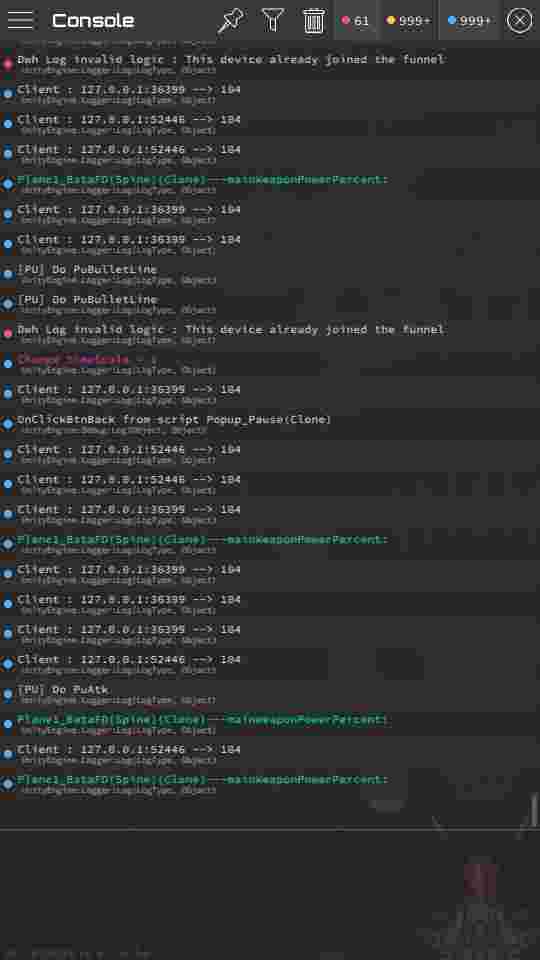 Console
61
999+
999+
Dwh Log invalid logic : This device already joined the funnel
UnityEngine.Logger:Log(LogType, Object)
Client : 127.0.0.1:36399 --> 104
UnityEngine.Logger:Log(LogType, Object)
Client : 127.0.0.1:52446 --> 104
UnityEngine.Logger:Log(LogType, Object)
Client : 127.0.0.1:52446 --> 104
UnityEngine.Logger:Log(LogType, Object)
Plane1_BataFD(Spine)(Clone)---mainWeaponPowerPercent:
UnityEngine.Logger:Log(LogType, Object)
Client : 127.0.0.1:36399 --> 104
UnityEngine.Logger:Log(LogType, Object)
Client : 127.0.0.1:36399 --> 104
UnityEngine.Logger:Log(LogType, Object)
[PU] Do PuBulletLine
UnityEngine.Logger:Log(LogType, Object)
[PU] Do PuBulletLine
UnityEngine.Logger:Log(LogType, Object)
Dwh Log invalid logic : This device already joined the funnel
UnityEngine.Logger:Log(LogType, Object)
Change timeScale =
UnityEngine.Logger:Log(LogType, Object)
Client : 127.0.0.1:36399 --> 104
UnityEngine.Logger:Log(LogType, Object)
OnClickBtnBack from script Popup_Pause(Clone)
UnityEngine.Debug:Log(Object, Object)
Client : 127.0.0.1:52446 --> 104
UnityEngine.Logger:Log(LogType, Object)
Client : 127.0.0.1:52446 --> 104
UnityEngine.Logger:Log(LogType, Object)
Client : 127.0.0.1:36399 --> 104
UnityEngine.Logger:Log(LogType, Object)
Plane1_BataFD(Spine)(Clone)---mainWeaponPowerPercent:
UnityEngine.Logger:Log(LogType, Object)
Client : 127.0.0.1:36399 --> 104
UnityEngine.Logger:Log(LogType, Object)
Client : 127.0.0.1:36399 --> 104
UnityEngine.Logger:Log(LogType, Object)
Client : 127.0.0.1:36399 --> 104
UnityEngine.Logger:Log(LogType, Object)
Client : 127.0.0.1:52446 --> 104
UnityEngine.Logger:Log(LogType, Object)
[PU] Do PuAtk
UnityEngine.Logger:Log(LogType, Object)
Plane1_BataFD(Spine)(Clone)---mainWeaponPowerPercent:
UnityEngine.Logger:Log(LogType, Object)
Client : 127.0.0.1:52446 --> 104
UnityEngine.Logger:Log(LogType, Object)
Plane1_BataFD(Spine)(Clone)---mainWeaponPowerPercent:
UnityEngine.Logger:Log(LogType, Object)